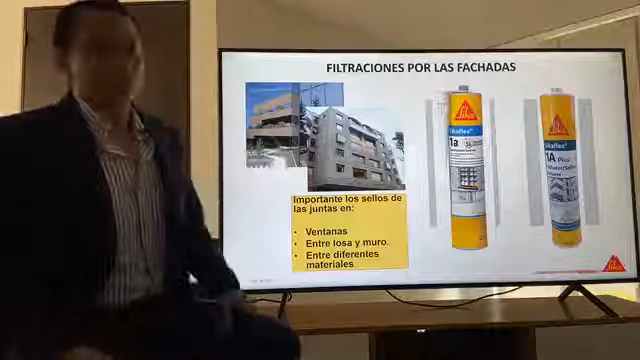 FILTRACIONES POR LAS FACHADAS
Importante los sellos de
las juntas en:
• Ventanas
• Entre losa y muro.
• Entre diferentes
materiales
Sika
Sikaflex®
1a
Sika
Sikaflex®
1A Plus
Sika